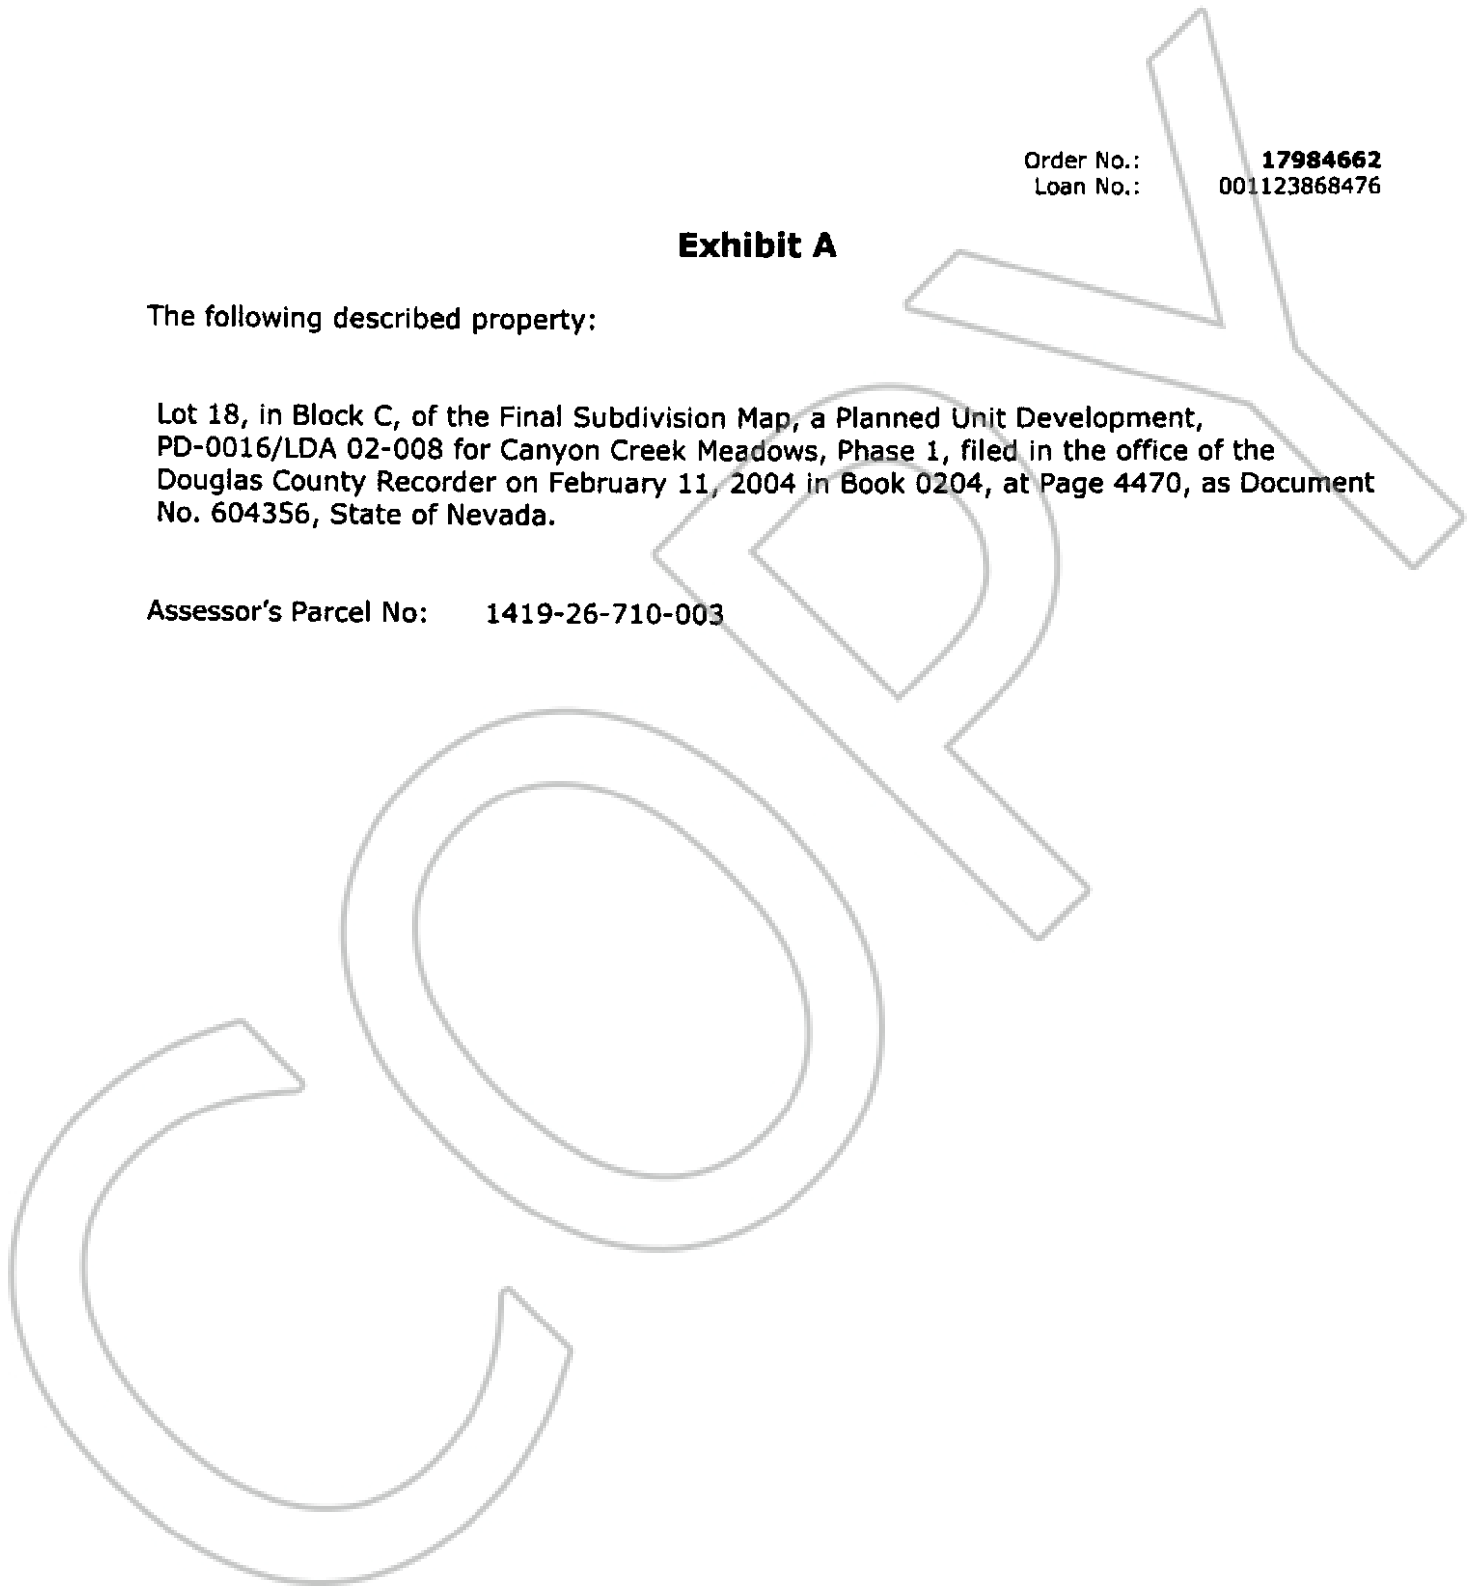 Order No.: 17984662
Loan No.: 001123868476
Exhibit A
The following described property:
Lot 18, in Block C, of the Final Subdivision Map, a Planned Unit Development,
PD-0016/LDA 02-008 for Canyon Creek Meadows, Phase 1, filed in the office of the
Douglas County Recorder on February 11, 2004 in Book 0204, at Page 4470, as Document
No. 604356, State of Nevada.
Assessor's Parcel No: 1419-26-710-003
COPY